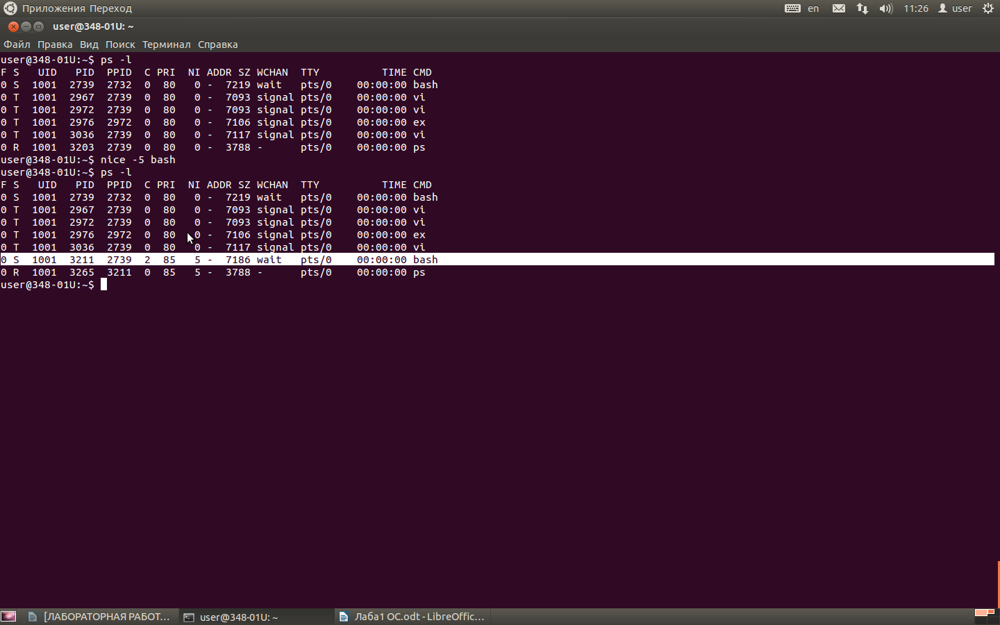 Приложения Переход en 11:26 user
user@348-01U: ~
Файл Правка Вид Поиск Терминал Справка
user@348-01U:~$ ps -l
F S   UID   PID  PPID  C PRI  NI ADDR SZ WCHAN  TTY          TIME CMD
0 S  1001  2739  2732  0  80   0 -  7219 wait   pts/0    00:00:00 bash
0 T  1001  2967  2739  0  80   0 -  7093 signal pts/0    00:00:00 vi
0 T  1001  2972  2739  0  80   0 -  7093 signal pts/0    00:00:00 vi
0 T  1001  2976  2972  0  80   0 -  7106 signal pts/0    00:00:00 ex
0 T  1001  3036  2739  0  80   0 -  7117 signal pts/0    00:00:00 vi
0 R  1001  3203  2739  0  80   0 -  3788 -      pts/0    00:00:00 ps
user@348-01U:~$ nice -5 bash
user@348-01U:~$ ps -l
F S   UID   PID  PPID  C PRI  NI ADDR SZ WCHAN  TTY          TIME CMD
0 S  1001  2739  2732  0  80   0 -  7219 wait   pts/0    00:00:00 bash
0 T  1001  2967  2739  0  80   0 -  7093 signal pts/0    00:00:00 vi
0 T  1001  2972  2739  0  80   0 -  7093 signal pts/0    00:00:00 vi
0 T  1001  2976  2972  0  80   0 -  7106 signal pts/0    00:00:00 ex
0 T  1001  3036  2739  0  80   0 -  7117 signal pts/0    00:00:00 vi
0 S  1001  3211  2739  2  85   5 -  7186 wait   pts/0    00:00:00 bash
0 R  1001  3265  3211  0  85   5 -  3788 -      pts/0    00:00:00 ps
user@348-01U:~$
[ЛАБОРАТОРНАЯ РАБОТ... user@348-01U: ~ Лаба1 ОС.odt - LibreOffic...